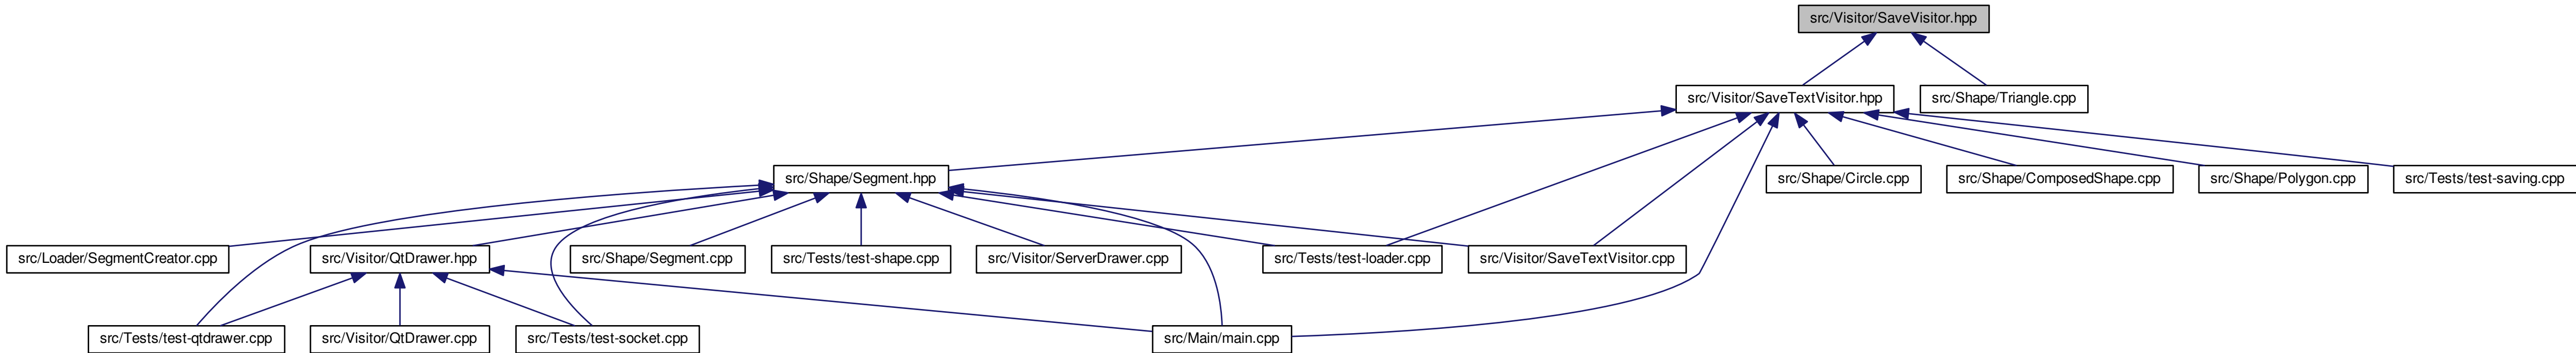 src/Visitor/SaveVisitor.hpp
src/Visitor/SaveTextVisitor.hpp
src/Shape/Triangle.cpp
src/Shape/Segment.hpp
src/Shape/Circle.cpp
src/Shape/ComposedShape.cpp
src/Shape/Polygon.cpp
src/Tests/test-saving.cpp
src/Loader/SegmentCreator.cpp
src/Visitor/QtDrawer.hpp
src/Shape/Segment.cpp
src/Tests/test-shape.cpp
src/Visitor/ServerDrawer.cpp
src/Tests/test-loader.cpp
src/Visitor/SaveTextVisitor.cpp
src/Tests/test-qtdrawer.cpp
src/Visitor/QtDrawer.cpp
src/Tests/test-socket.cpp
src/Main/main.cpp